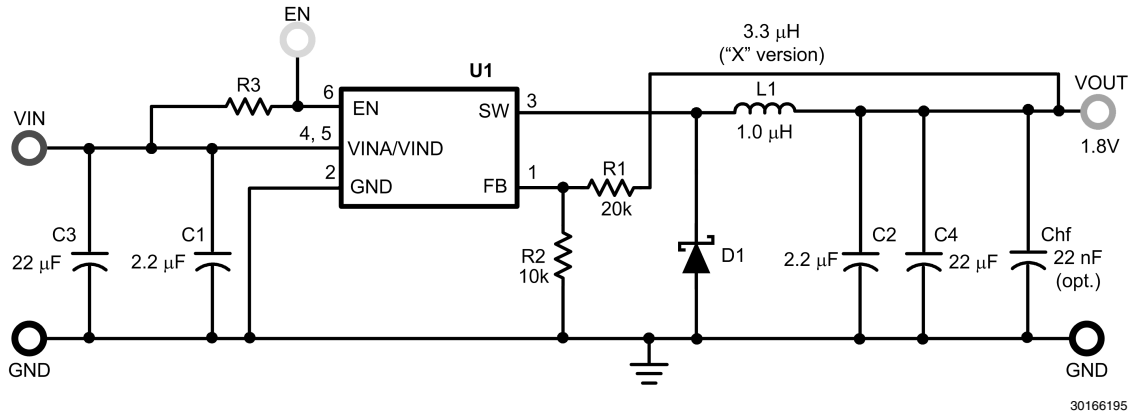 EN
3.3 μH
(“X” version)
U1
R3
6
EN
SW
3
L1
1.0 μH
VOUT
1.8V
VIN
4, 5
VINA/VIND
2
GND
FB
1
R1
20k
C3
22 μF
C1
2.2 μF
R2
10k
D1
C2
2.2 μF
C4
22 μF
Chf
22 nF
(opt.)
GND
GND
30166195